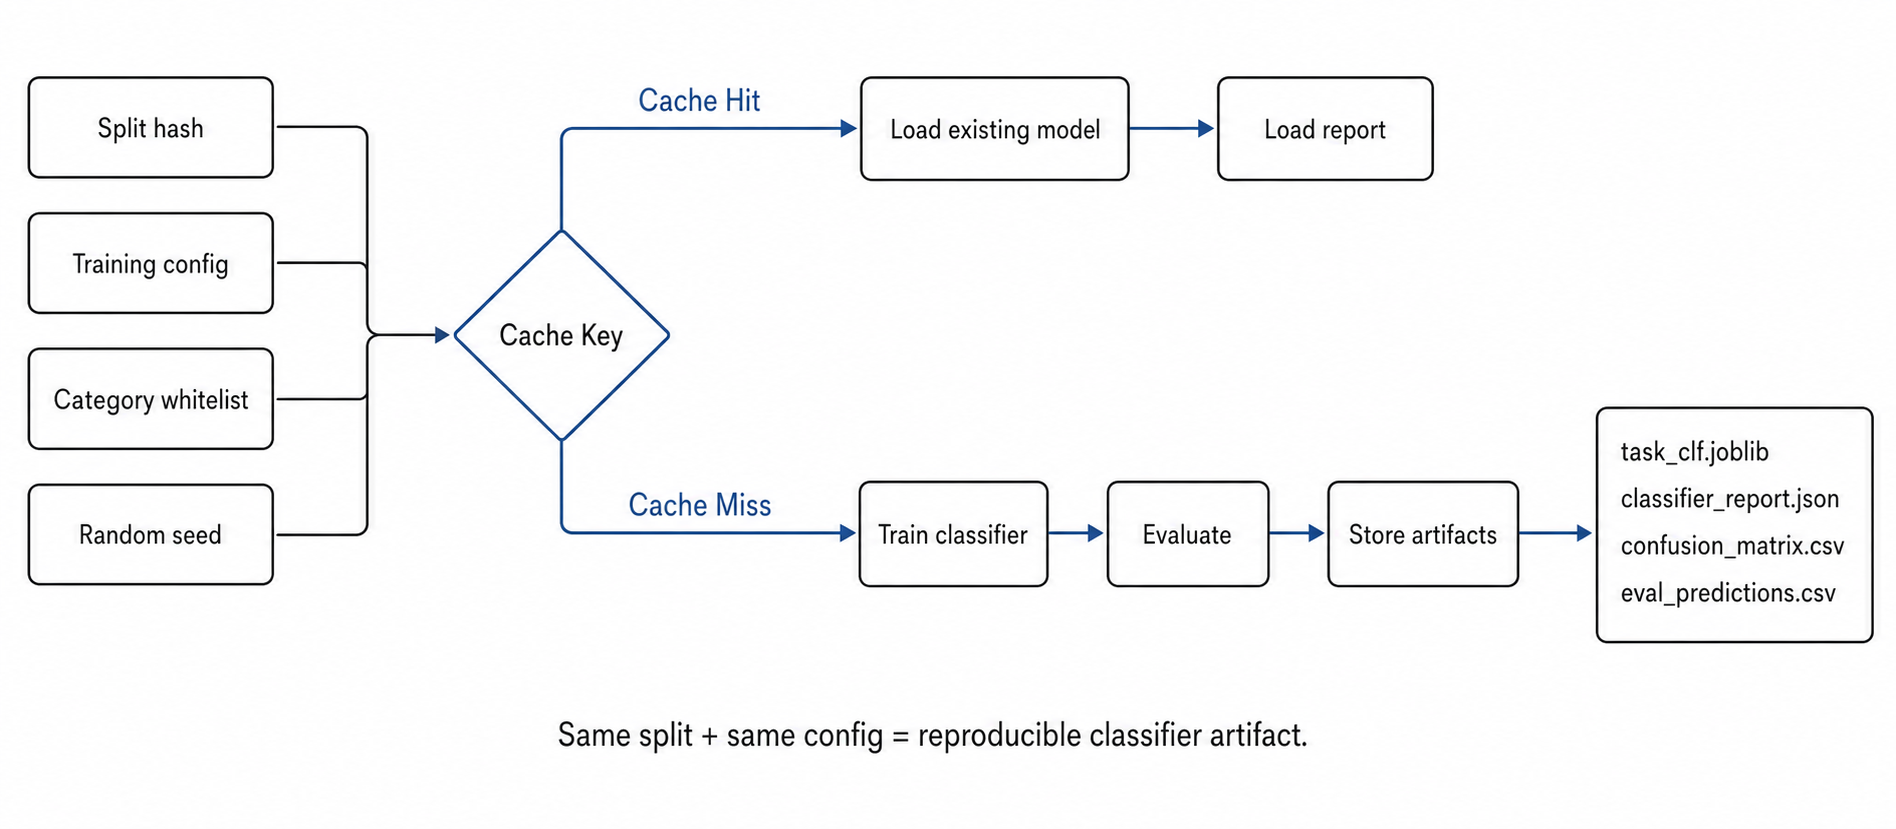 Split hash
Training config
Category whitelist
Random seed
Cache Key
Cache Hit
Load existing model
Load report
Cache Miss
Train classifier
Evaluate
Store artifacts
task_clf.joblib
classifier_report.json
confusion_matrix.csv
eval_predictions.csv
Same split + same config = reproducible classifier artifact.